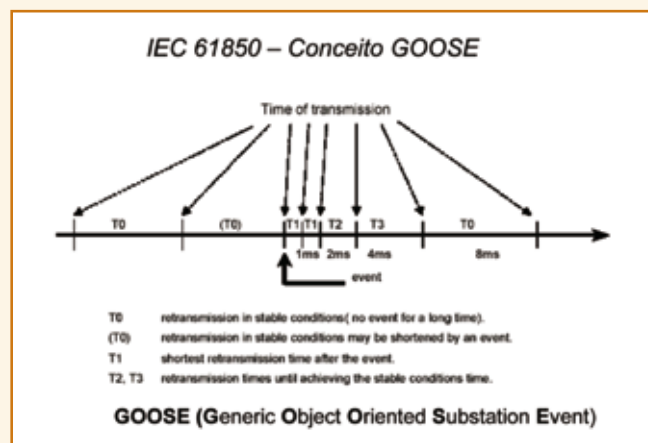 IEC 61850 – Conceito GOOSE
Time of transmission
T0 (T0) T1 T1 T2 T3 T0
1ms 2ms 4ms 8ms
event
T0 retransmission in stable conditions( no event for a long time).
(T0) retransmission in stable conditions may be shortened by an event.
T1 shortest retransmission time after the event.
T2, T3 retransmission times until achieving the stable conditions time.
GOOSE (Generic Object Oriented Substation Event)